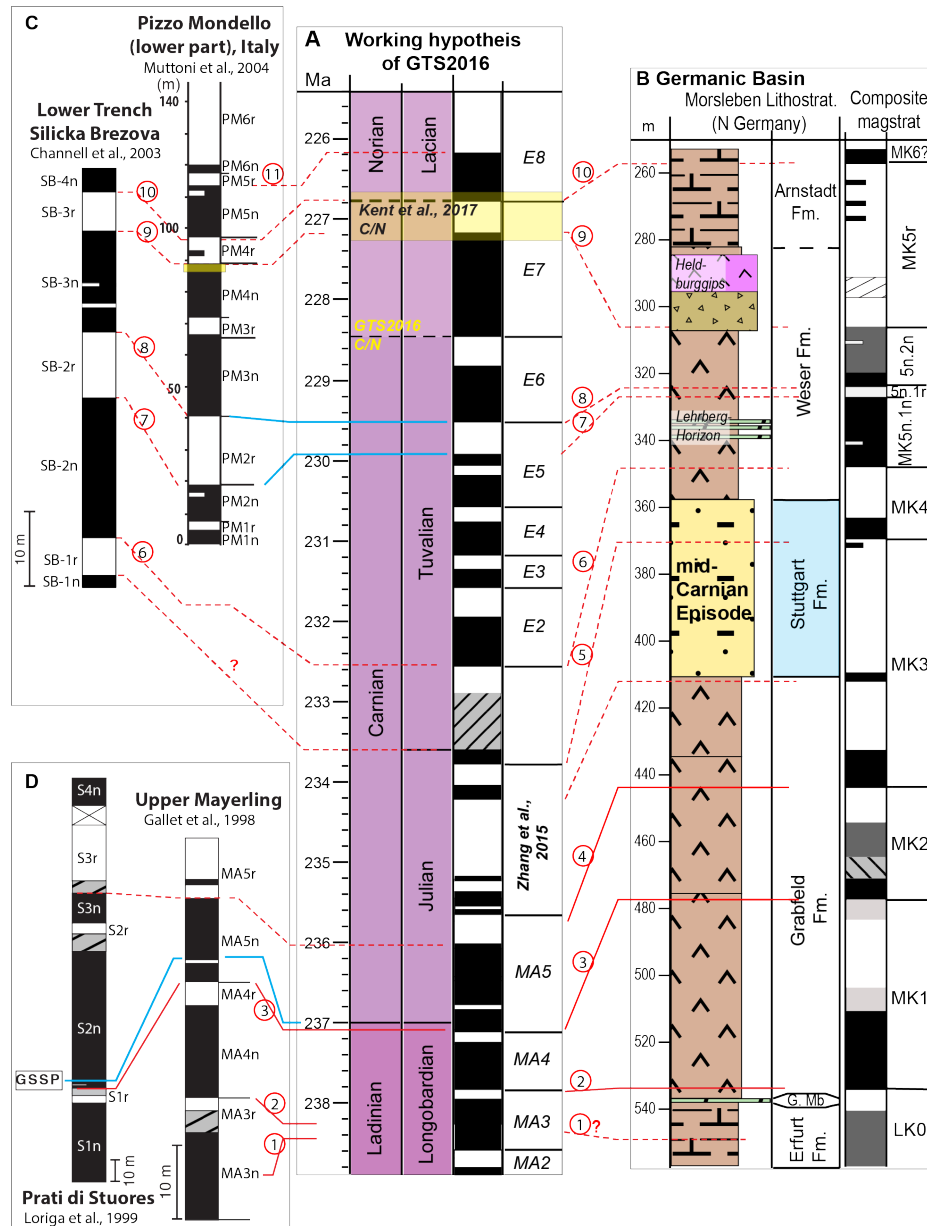 C
Pizzo Mondello
(lower part), Italy
Muttoni et al., 2004
(m)
140
100
50
0
PM6r
PM6n
PM5r
PM5n
PM4r
PM4n
PM3r
PM3n
PM2r
PM2n
PM1r
PM1n
11
Lower Trench
Silicka Brezova
Channell et al., 2003
SB-4n
SB-3r
SB-3n
SB-2r
SB-2n
SB-1r
SB-1n
10
9
8
7
6
?
10 m
A
Working hypotheis
of GTS2016
Ma
226
227
228
229
230
231
232
233
234
235
236
237
238
Norian
Lacian
Kent et al., 2017
C/N
GTS2016
C/N
Carnian
Tuvalian
Julian
Ladinian
Longobardian
E8
E7
E6
E5
E4
E3
E2
Zhang et al.,
2015
MA5
MA4
MA3
MA2
10
9
8
7
6
5
4
3
2
1?
B Germanic Basin
Morsleben Lithostrat.
(N Germany)
Composite
magstrat
m
260
280
300
320
340
360
380
400
420
440
460
480
500
520
540
Held-
burggips
Lehrberg-
Horizon
mid-
Carnian
Episode
Arnstadt
Fm.
Weser Fm.
Stuttgart
Fm.
Grabfeld
Fm.
G. Mb
Erfurt
Fm.
MK6?
MK5r
5n.2n
5n.1r
MK5n.1n
MK4
MK3
MK2
MK1
LK0
D
Upper Mayerling
Gallet et al., 1998
S4n
S3r
S3n
S2r
S2n
S1r
S1n
GSSP
10 m
Prati di Stuores
Loriga et al., 1999
MA5r
MA5n
MA4r
MA4n
MA3r
MA3n
3
2
1
10 m